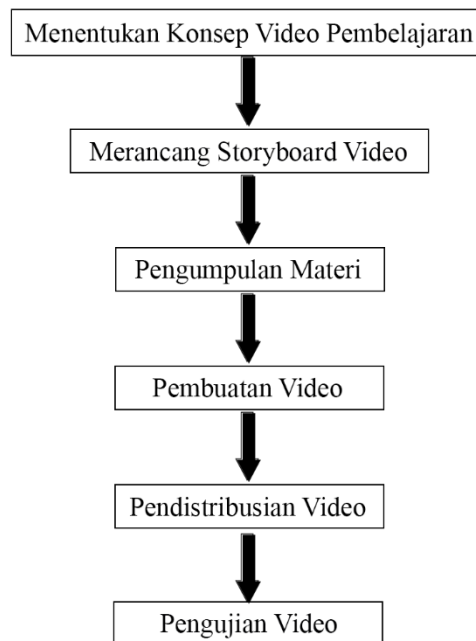 Menentukan Konsep Video Pembelajaran
Merancang Storyboard Video
Pengumpulan Materi
Pembuatan Video
Pendistribusian Video
Pengujian Video